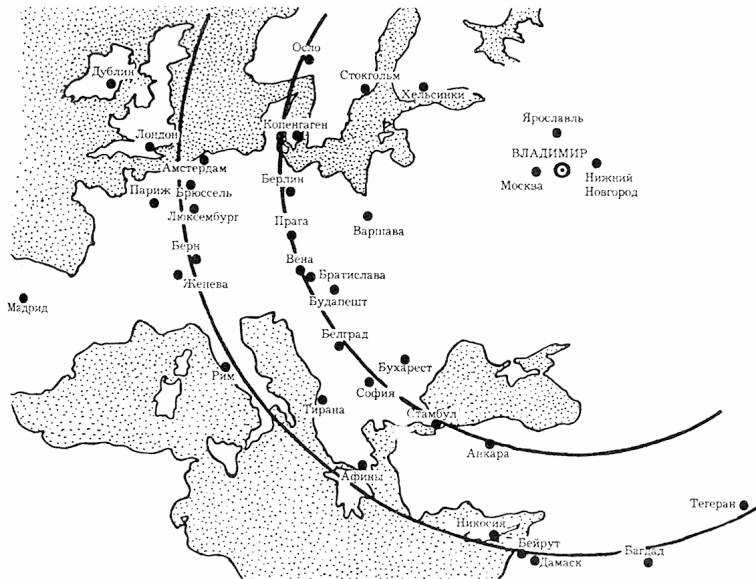 Осло
Дублин
Стокгольм
Хельсинки
Копенгаген
Ярославль
Лондон
ВЛАДИМИР
Амстердам
Москва
Нижний
Новгород
Берлин
Париж
Брюссель
Люксембург
Прага
Варшава
Берн
Вена
Братислава
Женева
Будапешт
Мадрид
Белград
Бухарест
Рим
София
Тирана
Стамбул
Анкара
Афины
Тегеран
Никосия
Бейрут
Багдад
Дамаск